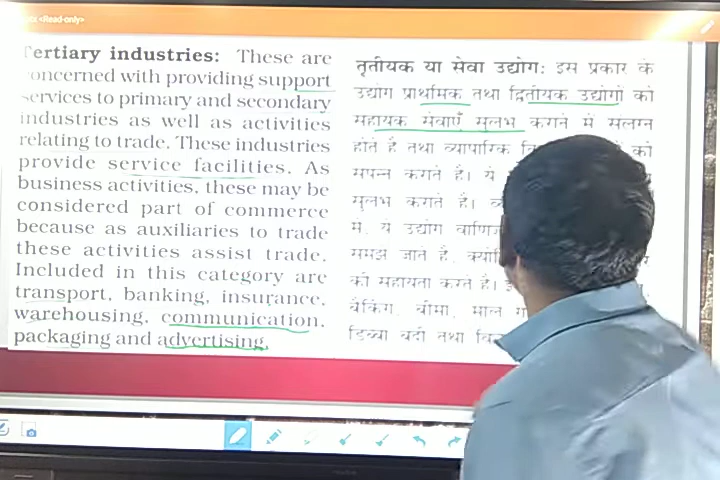 <Read-only>
Tertiary industries: These are
concerned with providing support
services to primary and secondary
industries as well as activities
relating to trade. These industries
provide service facilities. As
business activities, these may be
considered part of commerce
because as auxiliaries to trade
these activities assist trade.
Included in this category are
transport, banking, insurance,
warehousing, communication,
packaging and advertising.
तृतीयक या सेवा उद्योग: इस प्रकार के
उद्योग प्राथमिक तथा द्वितीयक उद्योगों को
सहायक सेवाएँ सुलभ कराने में संलग्न
होते हैं तथा व्यापारिक को
संपन्न कराते हैं। ये
सुलभ कराते हैं।
में, ये उद्योग
समझे जाते हैं,
की सहायता करते हैं।
बैंकिंग, बीमा, माल
डिब्बा बंदी तथा